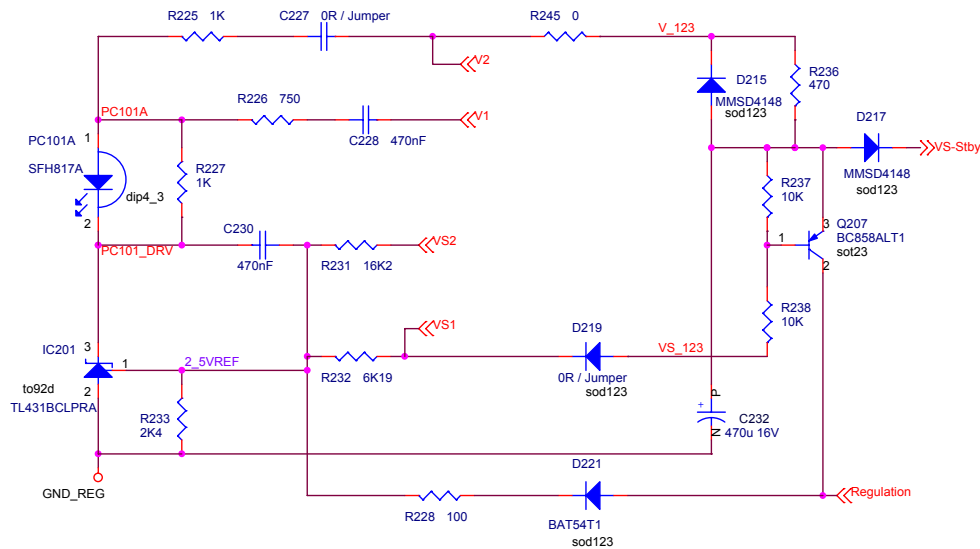 R225 1K
C227 0R / Jumper
R245 0
V_123
V2
D215
MMSD4148
sod123
R236
470
PC101A
R226 750
C228 470nF
V1
D217
MMSD4148
sod123
VS-Stby
PC101A
1
SFH817A
2
dip4_3
R227
1K
R237
10K
3
Q207
BC858ALT1
sot23
1
2
PC101_DRV
C230
470nF
R231 16K2
VS2
R238
10K
VS1
D219
0R / Jumper
sod123
VS_123
IC201
3
1
2
to92d
TL431BCLPRA
2_5VREF
R232 6K19
R233
2K4
P
+
N
C232
470u 16V
GND_REG
D221
BAT54T1
sod123
R228 100
Regulation